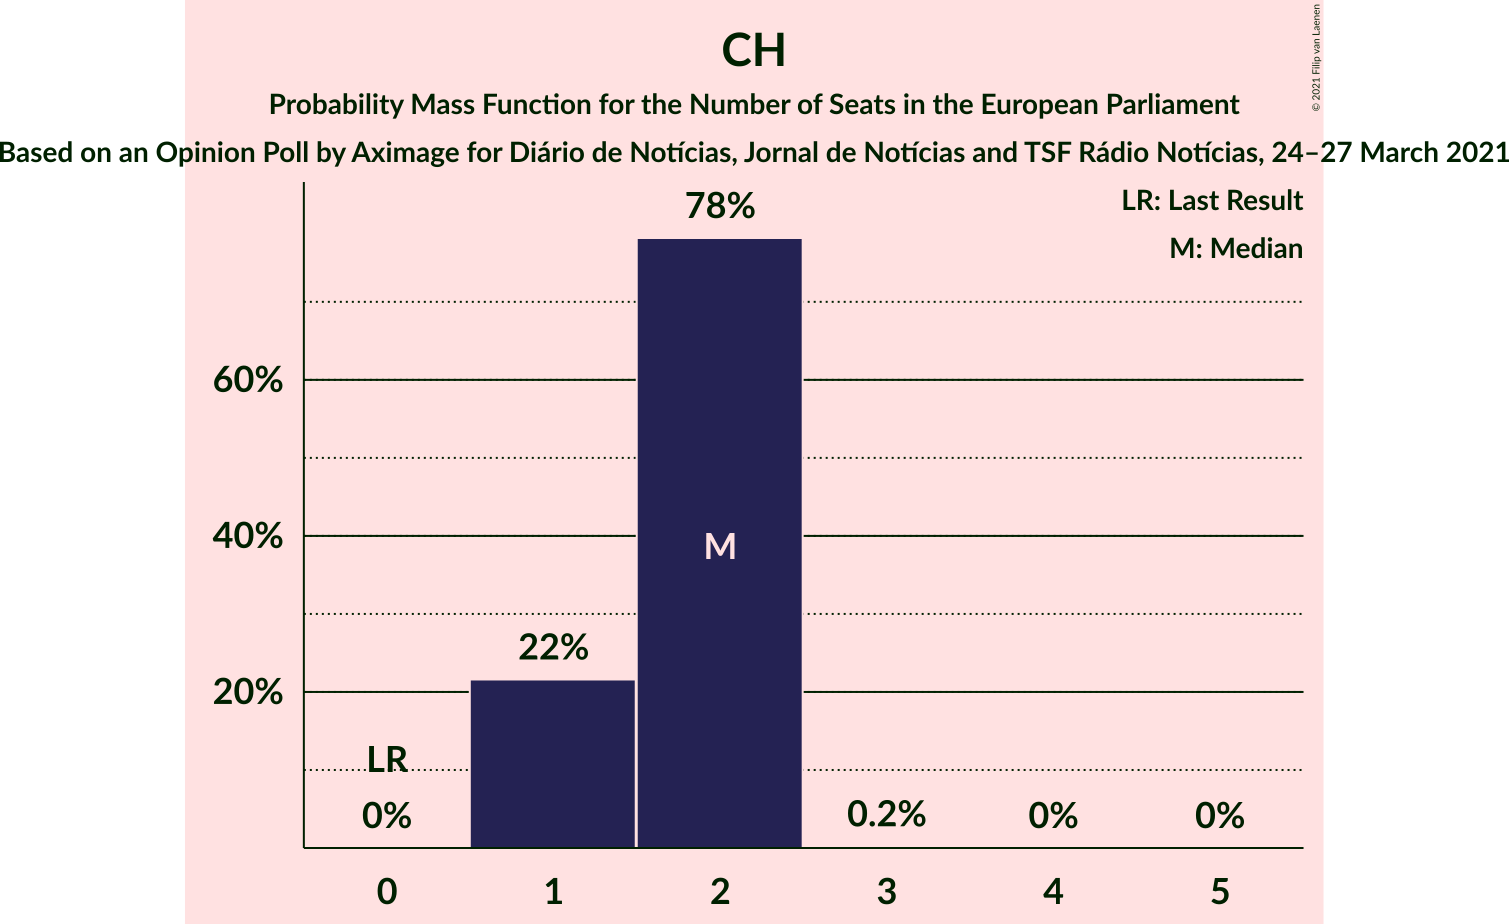 CH
Probability Mass Function for the Number of Seats in the European Parliament
Based on an Opinion Poll by Aximage for Diário de Notícias, Jornal de Notícias and TSF Rádio Notícias, 24–27 March 2021
© 2021 Filip van Laenen
LR: Last Result
M: Median
78%
60%
40%
M
22%
20%
LR
0%
0.2%
0%
0%
0 1 2 3 4 5